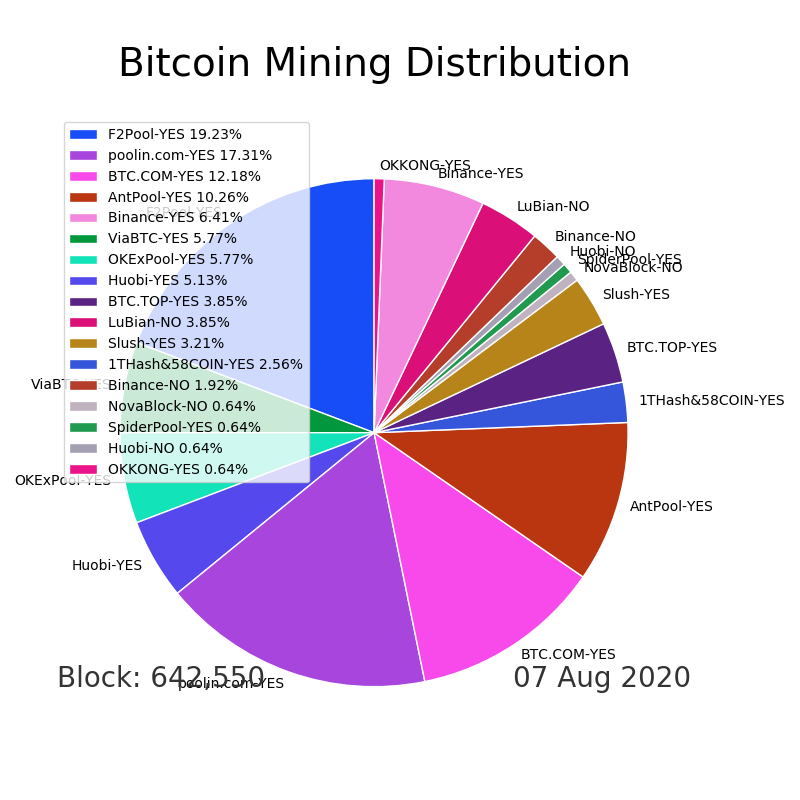 Bitcoin Mining Distribution
F2Pool-YES 19.23%
poolin.com-YES 17.31%
BTC.COM-YES 12.18%
AntPool-YES 10.26%
Binance-YES 6.41%
ViaBTC-YES 5.77%
OKExPool-YES 5.77%
Huobi-YES 5.13%
BTC.TOP-YES 3.85%
LuBian-NO 3.85%
Slush-YES 3.21%
1THash&58COIN-YES 2.56%
Binance-NO 1.92%
NovaBlock-NO 0.64%
SpiderPool-YES 0.64%
Huobi-NO 0.64%
OKKONG-YES 0.64%
OKKONG-YES
Binance-YES
LuBian-NO
Binance-NO
Huobi-NO
SpiderPool-YES
NovaBlock-NO
Slush-YES
BTC.TOP-YES
1THash&58COIN-YES
AntPool-YES
BTC.COM-YES
poolin.com-YES
Huobi-YES
OKExPool-YES
ViaBTC-YES
F2Pool-YES
Block: 642,550
07 Aug 2020